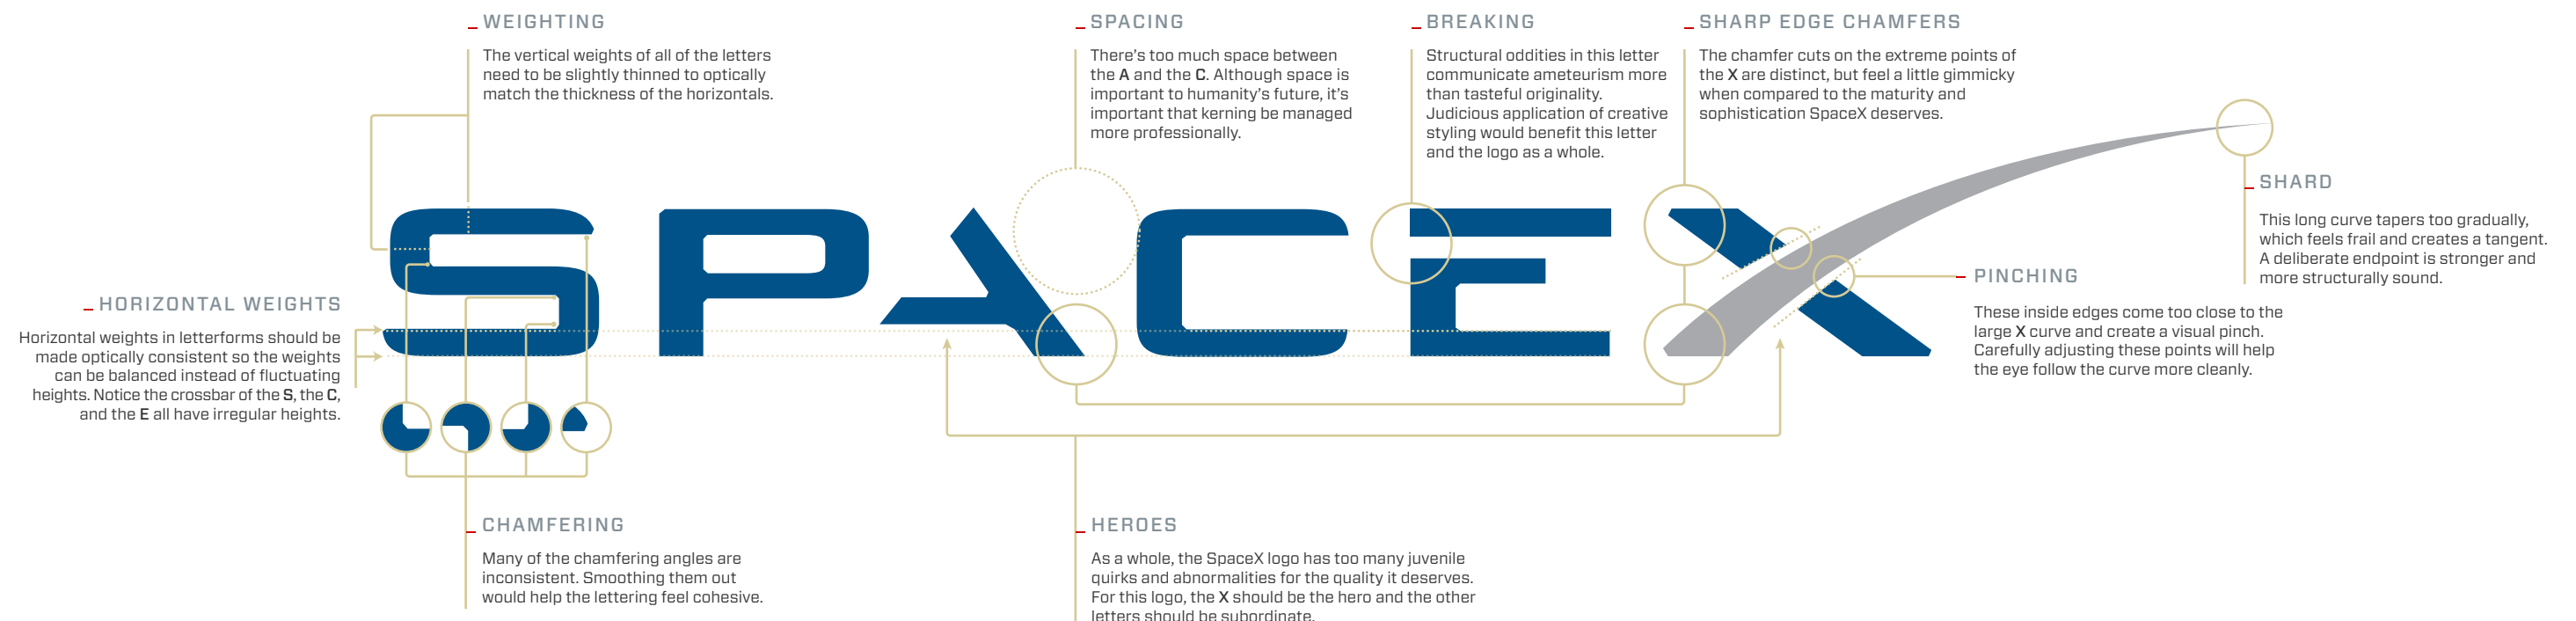 WEIGHTING
The vertical weights of all of the letters
need to be slightly thinned to optically
match the thickness of the horizontals.
SPACING
There’s too much space between
the A and the C. Although space is
important to humanity’s future, it’s
important that kerning be managed
more professionally.
BREAKING
Structural oddities in this letter
communicate ameteurism more
than tasteful originality.
Judicious application of creative
styling would benefit this letter
and the logo as a whole.
SHARP EDGE CHAMFERS
The chamfer cuts on the extreme points of
the X are distinct, but feel a little gimmicky
when compared to the maturity and
sophistication SpaceX deserves.
SHARD
This long curve tapers too gradually,
which feels frail and creates a tangent.
A deliberate endpoint is stronger and
more structurally sound.
SPACEX
PINCHING
These inside edges come too close to the
large X curve and create a visual pinch.
Carefully adjusting these points will help
the eye follow the curve more cleanly.
HORIZONTAL WEIGHTS
Horizontal weights in letterforms should be
made optically consistent so the weights
can be balanced instead of fluctuating
heights. Notice the crossbar of the S, the C,
and the E all have irregular heights.
CHAMFERING
Many of the chamfering angles are
inconsistent. Smoothing them out
would help the lettering feel cohesive.
HEROES
As a whole, the SpaceX logo has too many juvenile
quirks and abnormalities for the quality it deserves.
For this logo, the X should be the hero and the other
letters should be subordinate.